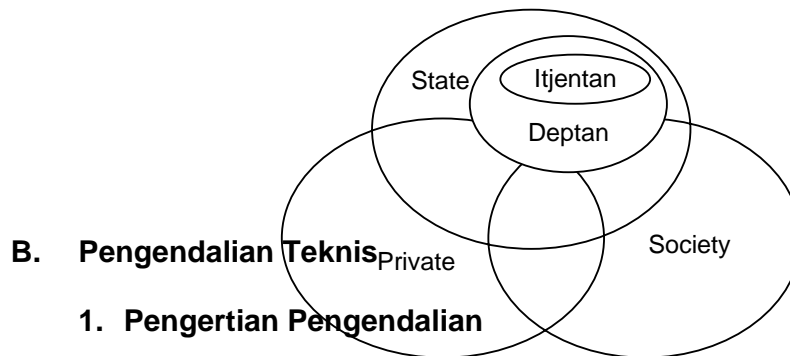 State
Itjentan
Deptan
Society
B. Pengendalian Teknis
Private
1. Pengertian Pengendalian